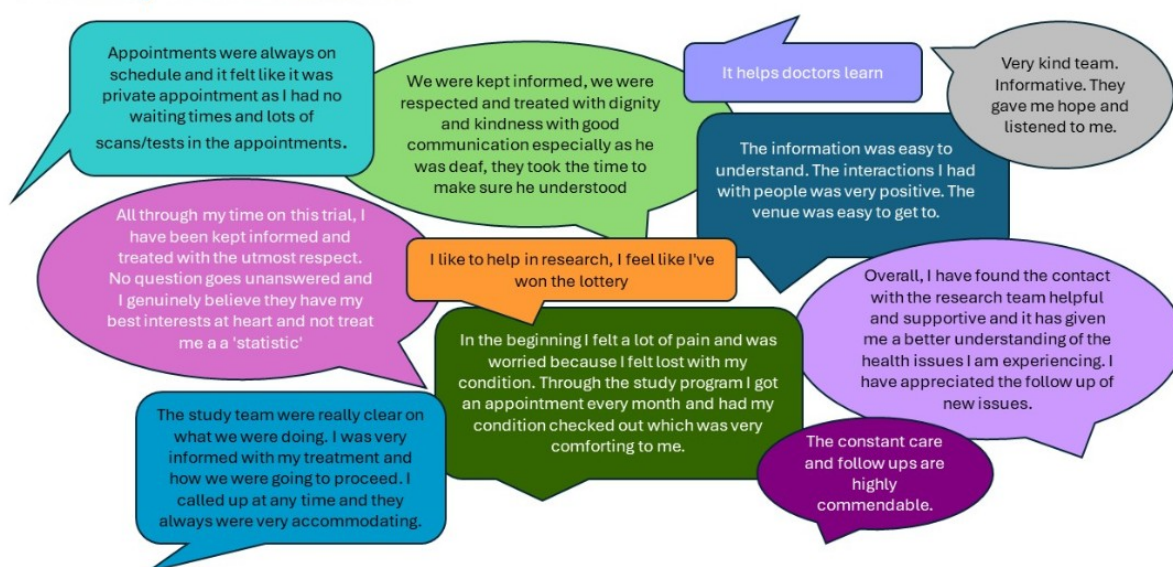 Appointments were always on
schedule and it felt like it was
private appointment as I had no
waiting times and lots of
scans/tests in the appointments.
We were kept informed, we were
respected and treated with dignity
and kindness with good
communication especially as he
was deaf, they took the time to
make sure he understood
It helps doctors learn
Very kind team.
Informative. They
gave me hope and
listened to me.
The information was easy to
understand. The interactions I had
with people was very positive. The
venue was easy to get to.
All through my time on this trial, I
have been kept informed and
treated with the utmost respect.
No question goes unanswered and
I genuinely believe they have my
best interests at heart and not treat
me a a 'statistic'
I like to help in research, I feel like I've
won the lottery
Overall, I have found the contact
with the research team helpful
and supportive and it has given
me a better understanding of the
health issues I am experiencing. I
have appreciated the follow up of
new issues.
In the beginning I felt a lot of pain and was
worried because I felt lost with my
condition. Through the study program I got
an appointment every month and had my
condition checked out which was very
comforting to me.
The study team were really clear on
what we were doing. I was very
informed with my treatment and
how we were going to proceed. I
called up at any time and they
always were very accommodating.
The constant care
and follow ups are
highly
commendable.